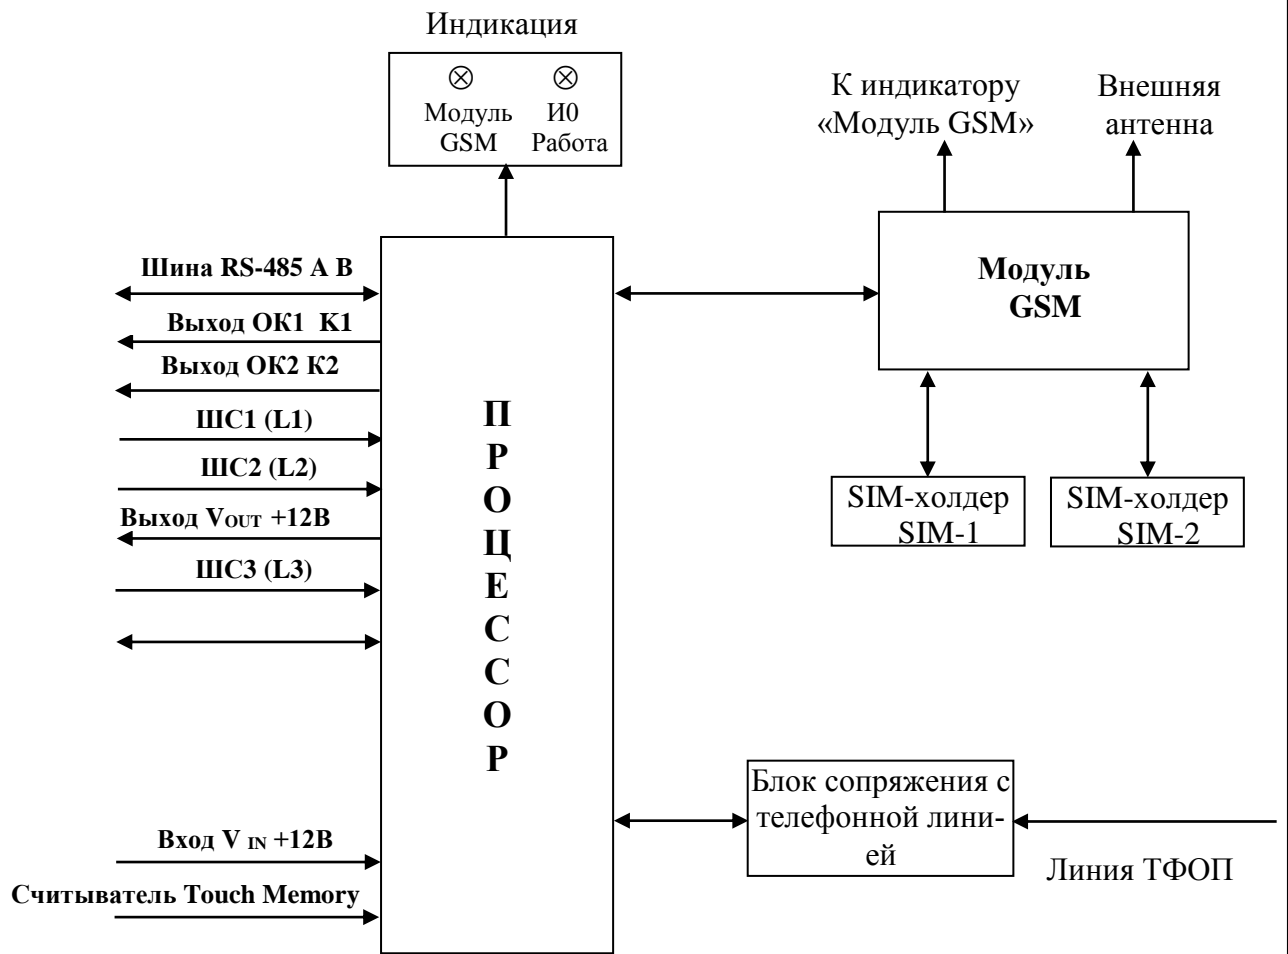 Индикация
Модуль
GSM
И0
Работа
К индикатору
«Модуль GSM»
Внешняя
антенна
Модуль
GSM
Шина RS-485 А В
Выход ОК1 К1
Выход ОК2 К2
ШС1 (L1)
ШС2 (L2)
Выход VOUT +12В
ШС3 (L3)
П
Р
О
Ц
Е
С
С
О
Р
SIM-холдер
SIM-1
SIM-холдер
SIM-2
Блок сопряжения с
телефонной лини-
ей
Линия ТФОП
Вход V IN +12В
Считыватель Touch Memory